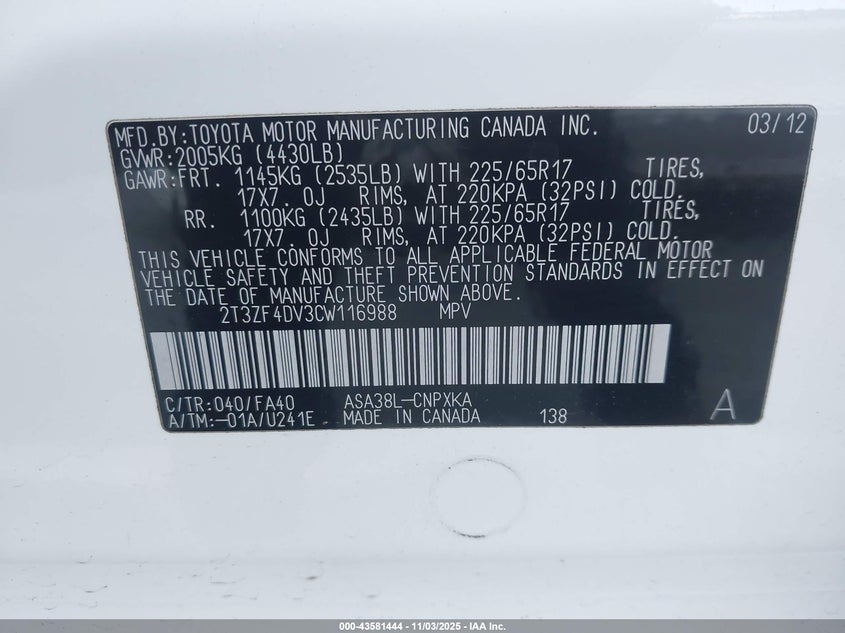 MFD.BY:TOYOTA MOTOR MANUFACTURING CANADA INC. 03/12
GVWR:2005KG (4430LB)
GAWR:FRT. 1145KG (2535LB) WITH 225/65R17 TIRES,
17X7.0J RIMS, AT 220KPA (32PSI) COLD.
RR. 1100KG (2435LB) WITH 225/65R17 TIRES,
17X7.0J RIMS, AT 220KPA (32PSI) COLD.
THIS VEHICLE CONFORMS TO ALL APPLICABLE FEDERAL MOTOR
VEHICLE SAFETY AND THEFT PREVENTION STANDARDS IN EFFECT ON
THE DATE OF MANUFACTURE SHOWN ABOVE.
2T3ZF4DV3CW116988 MPV
C/TR:040/FA40 ASA38L-CNPXKA
A/TM:-01A/U241E MADE IN CANADA 138 A
000-43581444 - 11/03/2025 - IAA Inc.